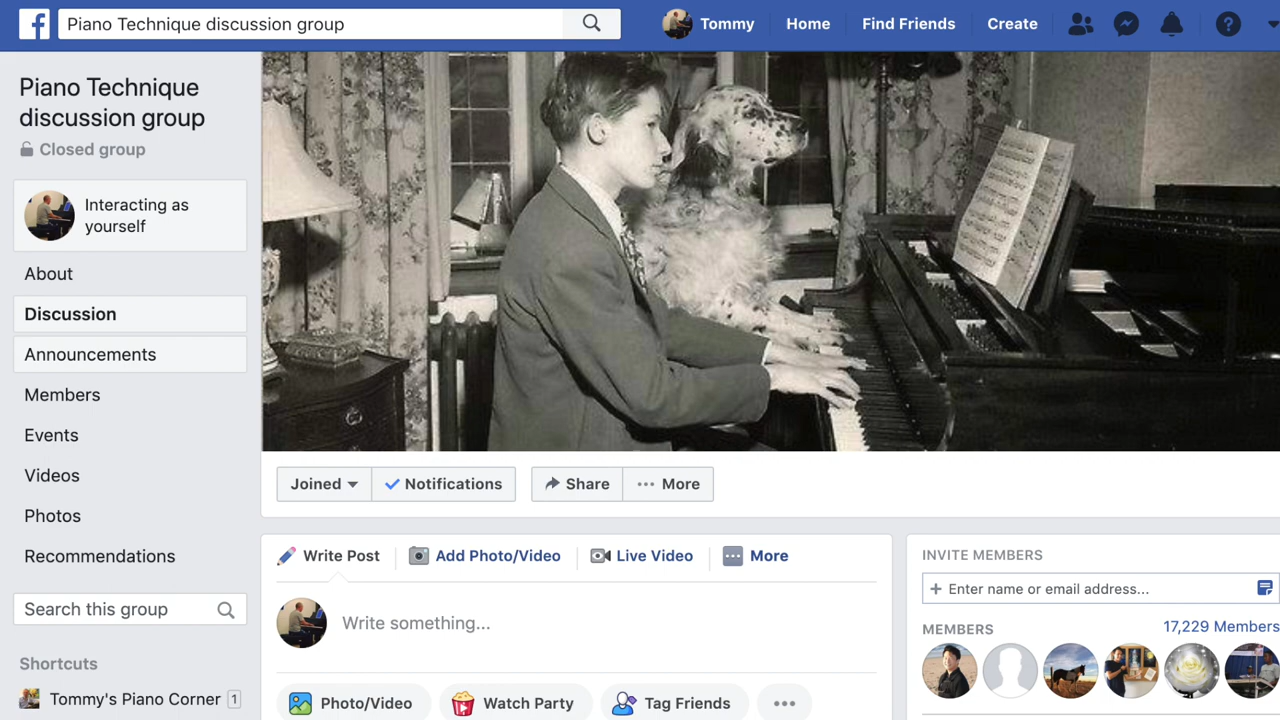 Piano Technique discussion group
Tommy
Home
Find Friends
Create
Piano Technique
discussion group
Closed group
Interacting as
yourself
About
Discussion
Announcements
Members
Events
Videos
Photos
Recommendations
Search this group
Shortcuts
Tommy's Piano Corner 1
Joined
Notifications
Share
More
Write Post
Add Photo/Video
Live Video
More
Write something...
Photo/Video
Watch Party
Tag Friends
INVITE MEMBERS
+ Enter name or email address...
MEMBERS
17,229 Members